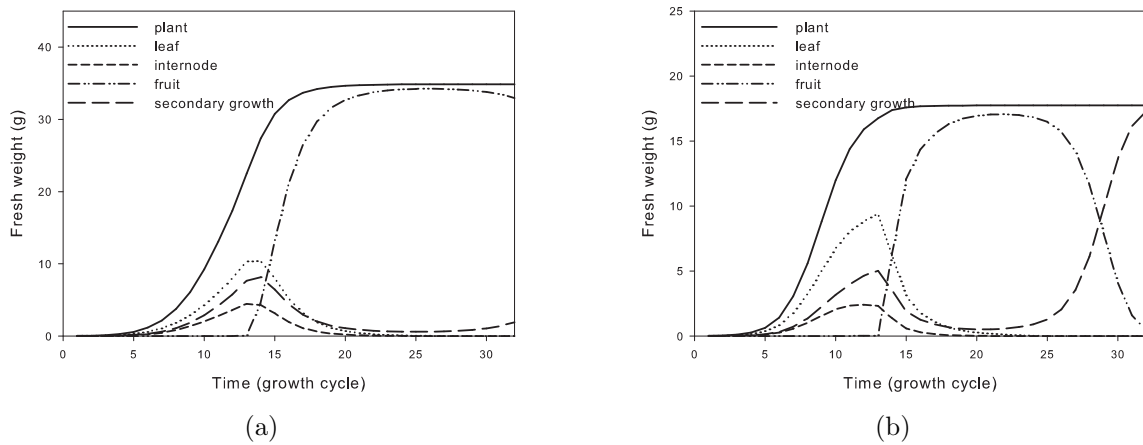 plant
leaf
internode
fruit
secondary growth
40
30
20
10
0
Fresh weight (g)
0 5 10 15 20 25 30
Time (growth cycle)
(a)
25
plant
leaf
internode
fruit
secondary growth
20
15
10
5
0
Fresh weight (g)
0 5 10 15 20 25 30
Time (growth cycle)
(b)